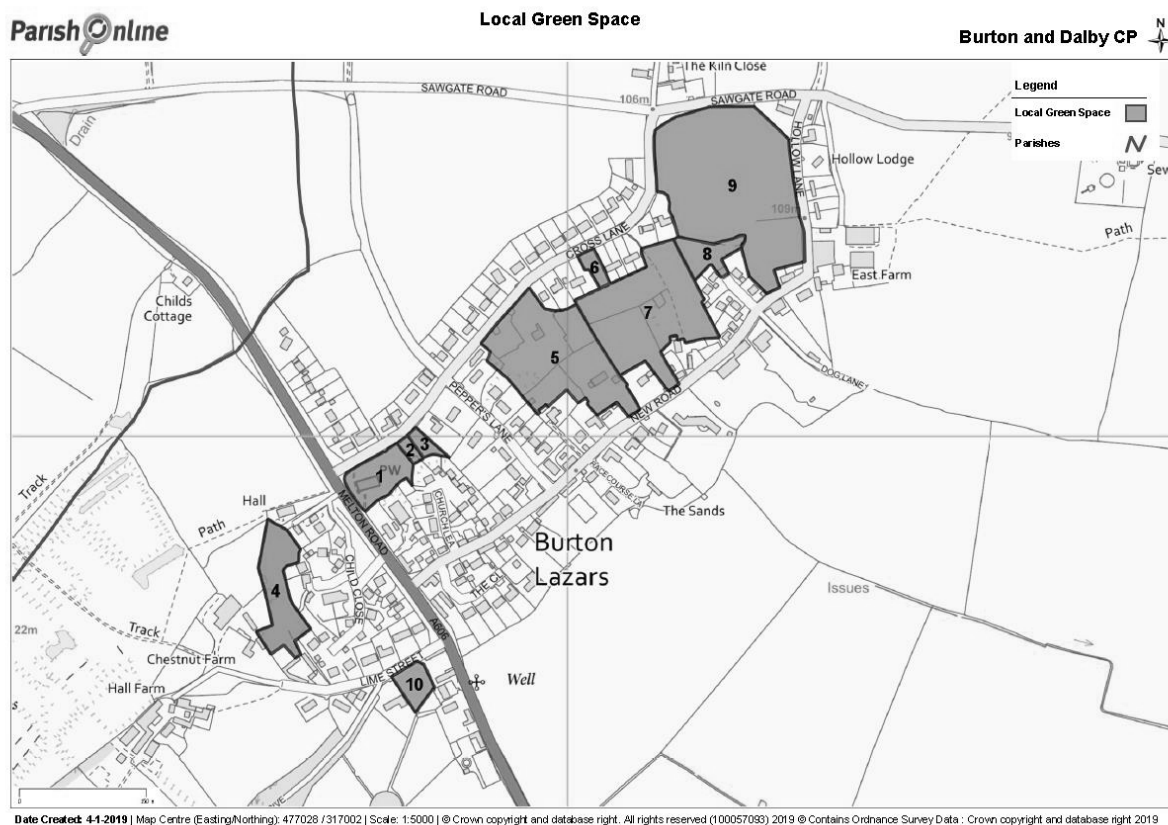 Parish Online
Local Green Space
Burton and Dalby CP
N
Legend
Local Green Space
Parishes
The Kiln Close
SAWGATE ROAD
106m
SAWGATE ROAD
Drain
HOLLOW LANE
Hollow Lodge
Sew
9
109m
Path
CROSS LANE
8
6
East Farm
Childs
Cottage
7
5
PEPPER'S LANE
DOG LANE
NEW ROAD
3
2
PW
1
Track
Hall
MELTON ROAD
CHURCH LEA
RACECOURSE LA
The Sands
Path
Burton
Lazars
CHILD CLOSE
THE CL
4
Issues
22m
Track
A606
Chestnut Farm
LIME STREET
10
Well
Hall Farm
Date Created: 4-1-2019 | Map Centre (Easting/Northing): 477028 / 317002 | Scale: 1:5000 | © Crown copyright and database right. All rights reserved (100057093) 2019 © Contains Ordnance Survey Data : Crown copyright and database right 2019